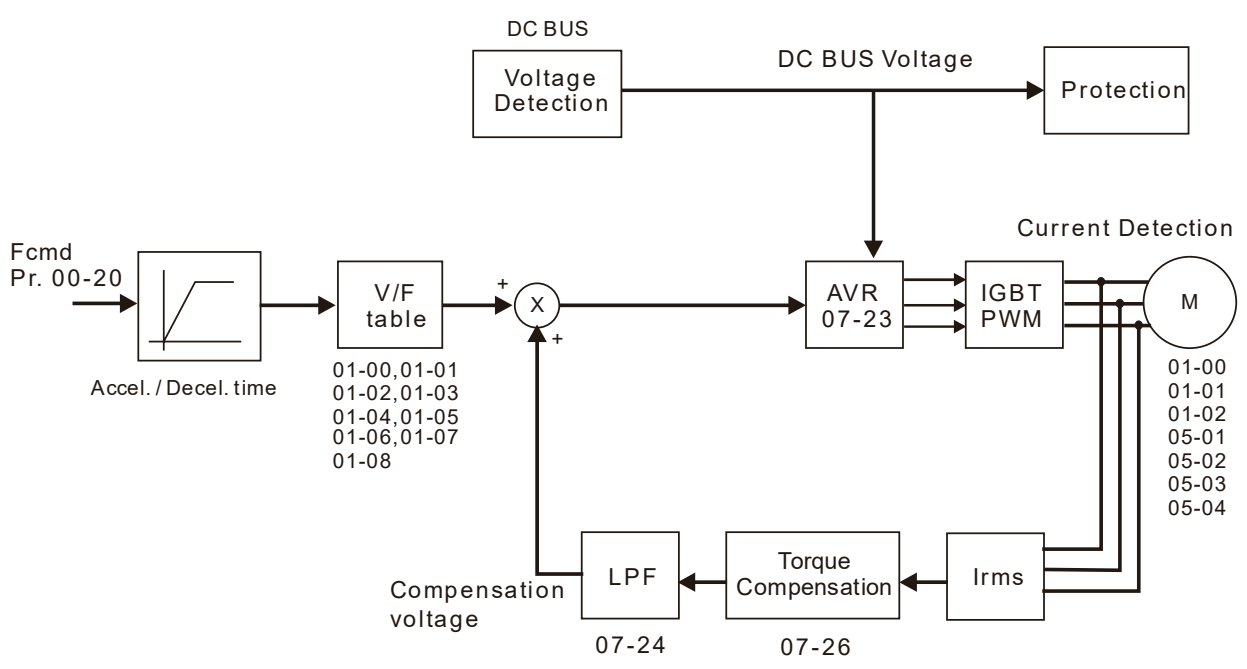 DC BUS
Voltage
Detection
DC BUS Voltage
Protection
Fcmd
Pr. 00-20
Accel. / Decel. time
V/F
table
01-00,01-01
01-02,01-03
01-04,01-05
01-06,01-07
01-08
+
X
+
AVR
07-23
IGBT
PWM
Current Detection
M
01-00
01-01
01-02
05-01
05-02
05-03
05-04
Compensation
voltage
LPF
07-24
Torque
Compensation
07-26
Irms